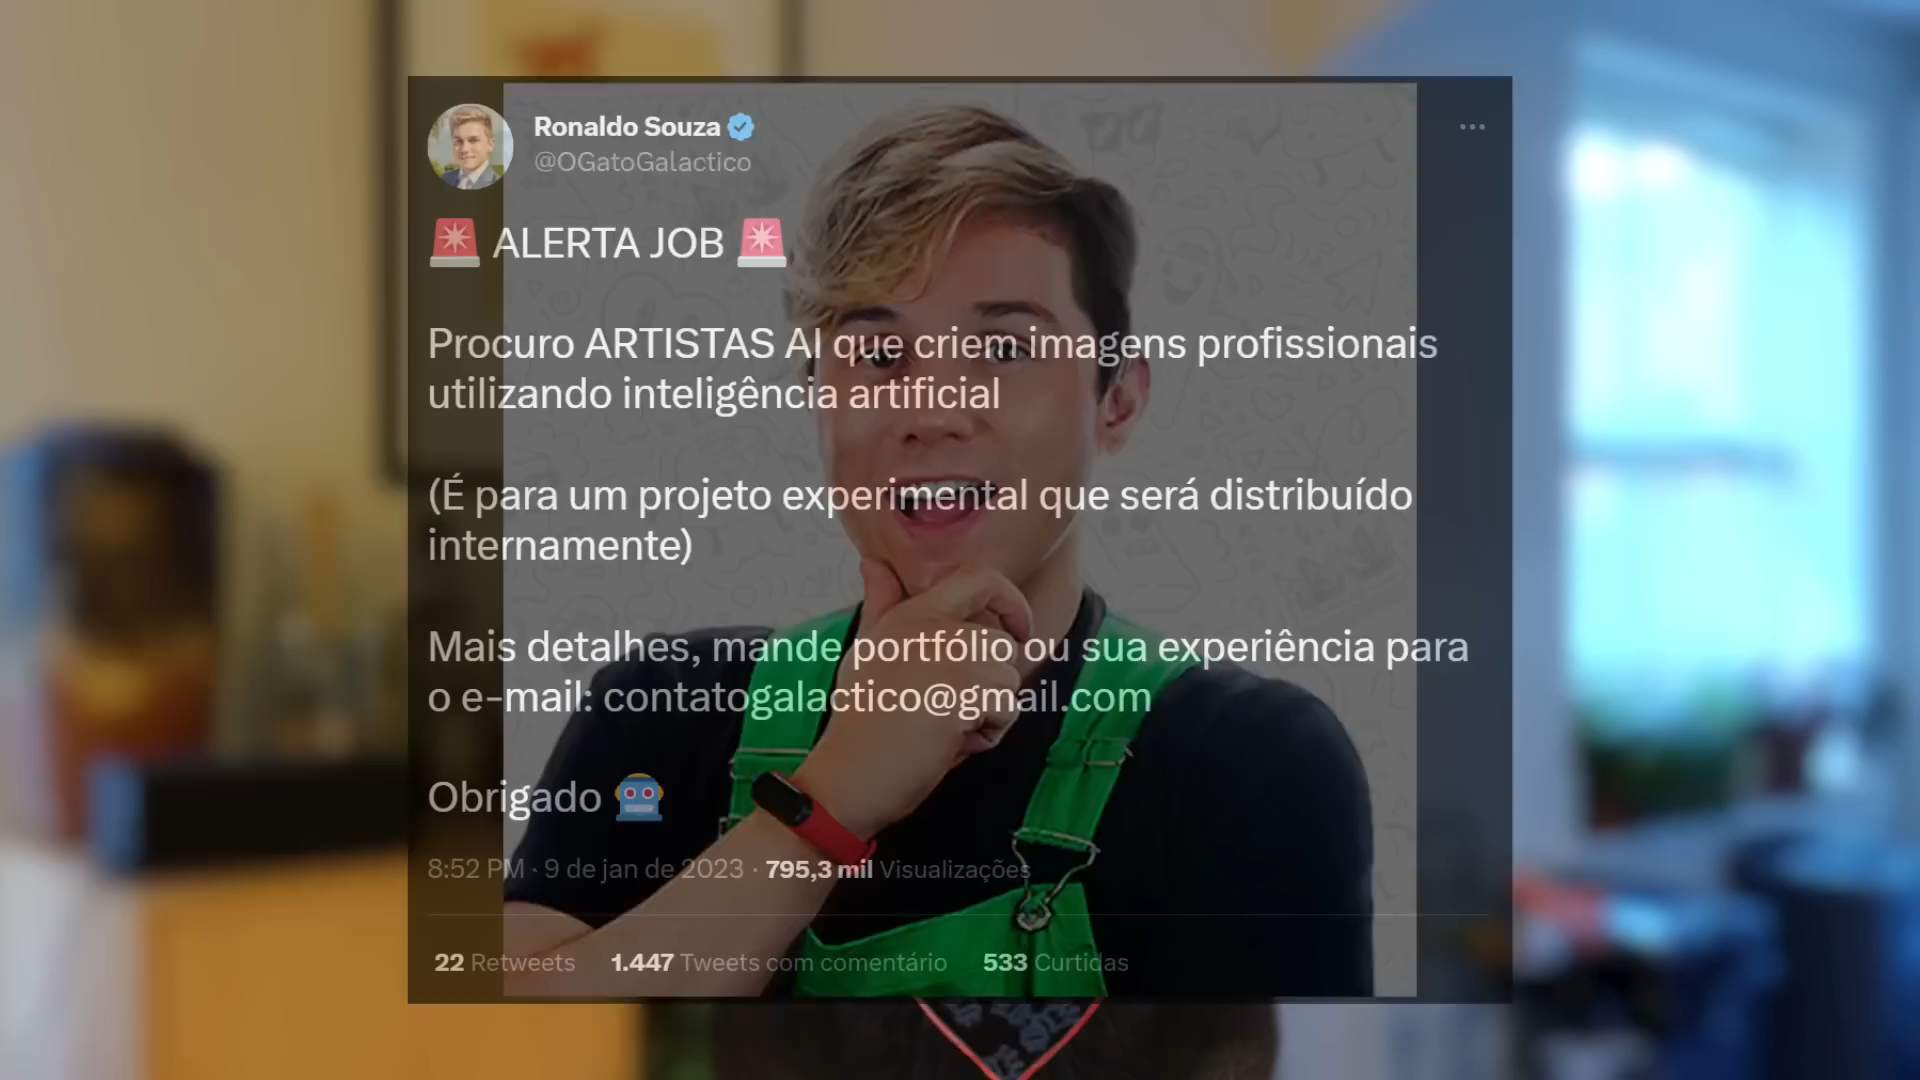 Ronaldo Souza
@OGatoGalactico
🚨 ALERTA JOB 🚨
Procuro ARTISTAS AI que criem imagens profissionais
utilizando inteligência artificial
(É para um projeto experimental que será distribuído
internamente)
Mais detalhes, mande portfólio ou sua experiência para
o e-mail: contatogalactico@gmail.com
Obrigado 🤖
8:52 PM · 9 de jan de 2023 · 795,3 mil Visualizações
22 Retweets 1.447 Tweets com comentário 533 Curtidas